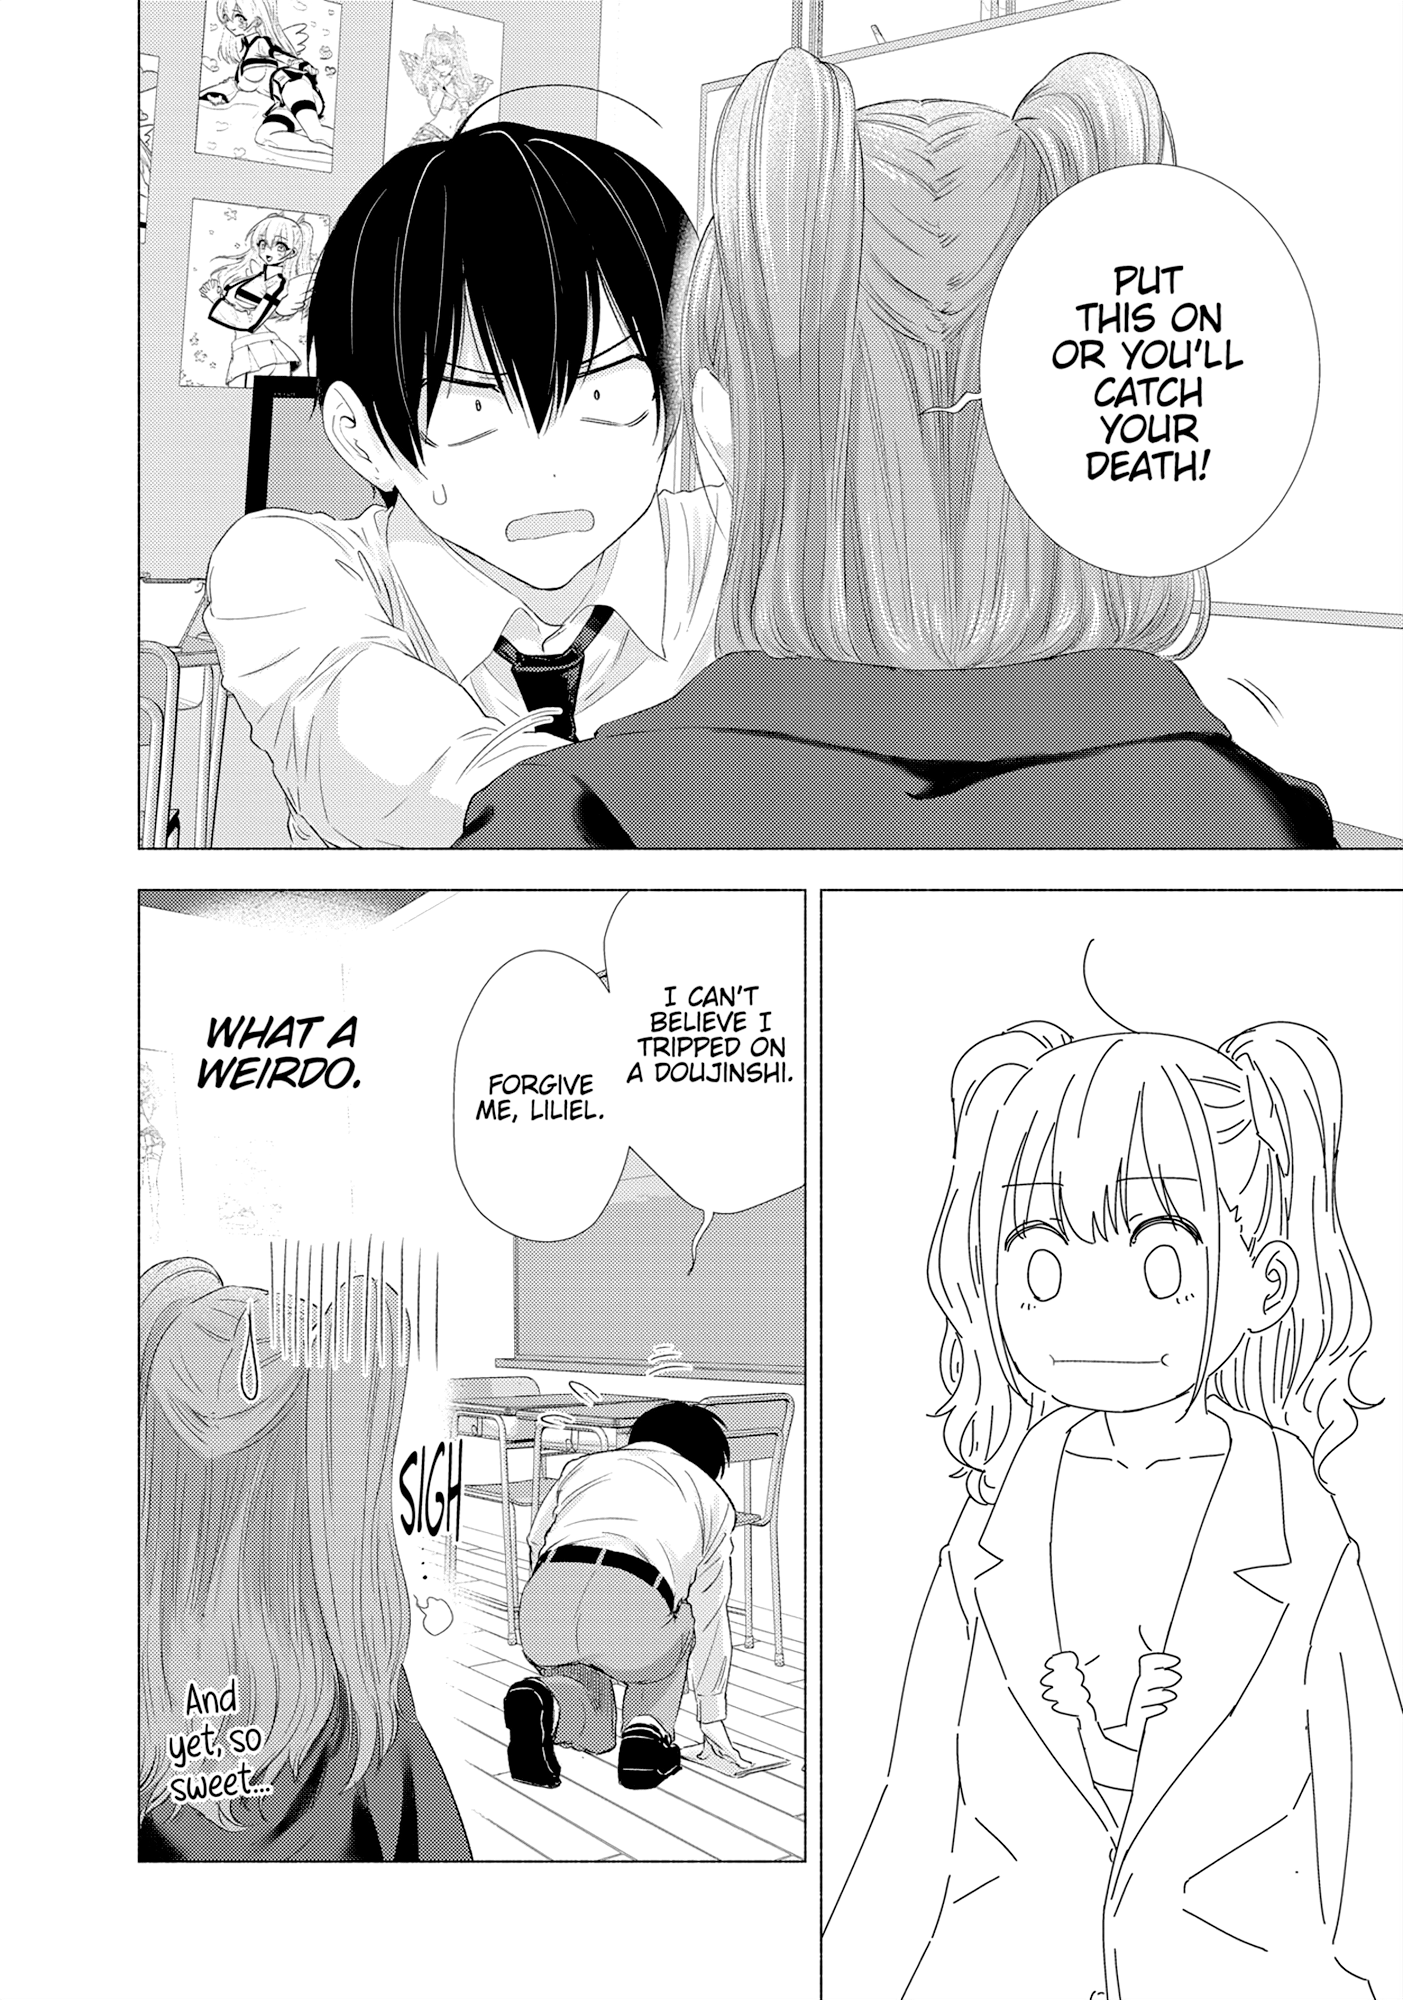 PUT
THIS ON
OR YOU'LL
CATCH
YOUR
DEATH!
I CAN'T
BELIEVE I
TRIPPED ON
A DOUJINSHI.
FORGIVE
ME, LILIEL.
WHAT A
WEIRDO.
SIGH
...
And
yet, so
sweet...